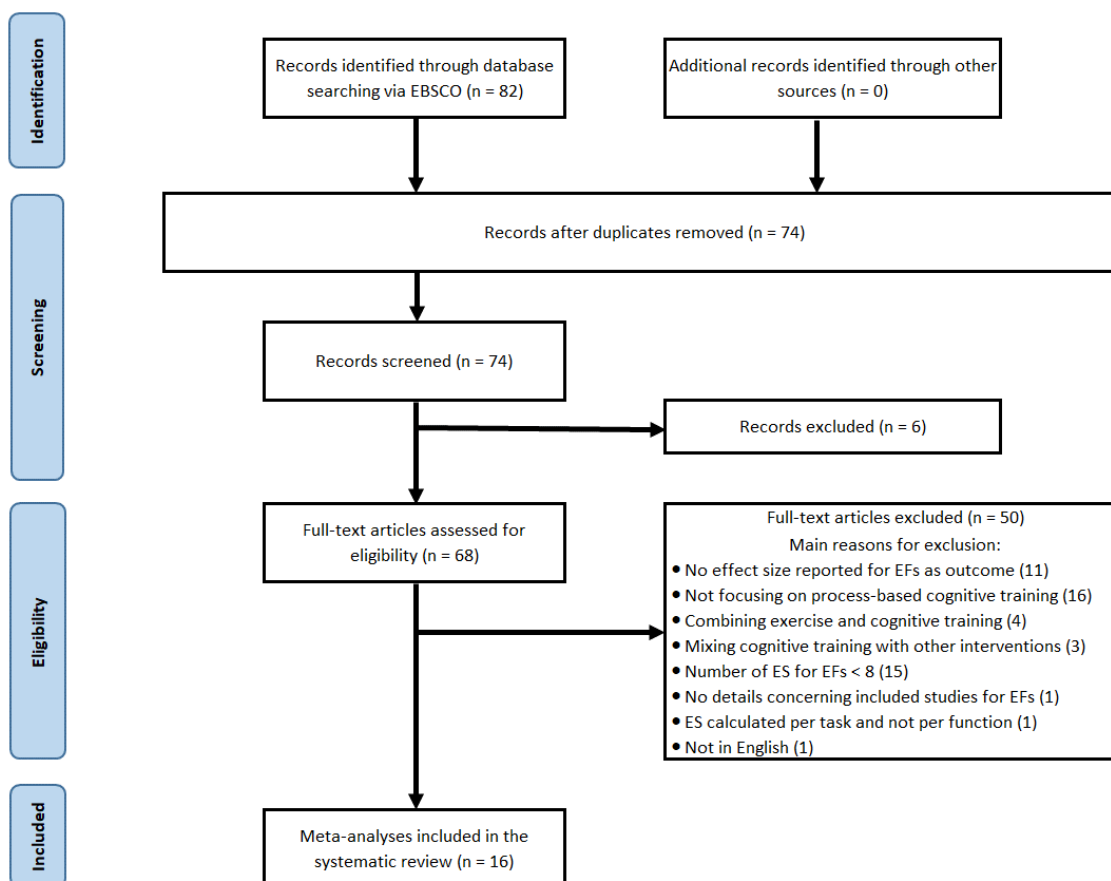 Identification
Records identified through database
searching via EBSCO (n = 82)
Additional records identified through other
sources (n = 0)
Screening
Records after duplicates removed (n = 74)
Records screened (n = 74)
Records excluded (n = 6)
Eligibility
Full-text articles assessed for
eligibility (n = 68)
Full-text articles excluded (n = 50)
Main reasons for exclusion:
● No effect size reported for EFs as outcome (11)
● Not focusing on process-based cognitive training (16)
● Combining exercise and cognitive training (4)
● Mixing cognitive training with other interventions (3)
● Number of ES for EFs < 8 (15)
● No details concerning included studies for EFs (1)
● ES calculated per task and not per function (1)
● Not in English (1)
Included
Meta-analyses included in the
systematic review (n = 16)